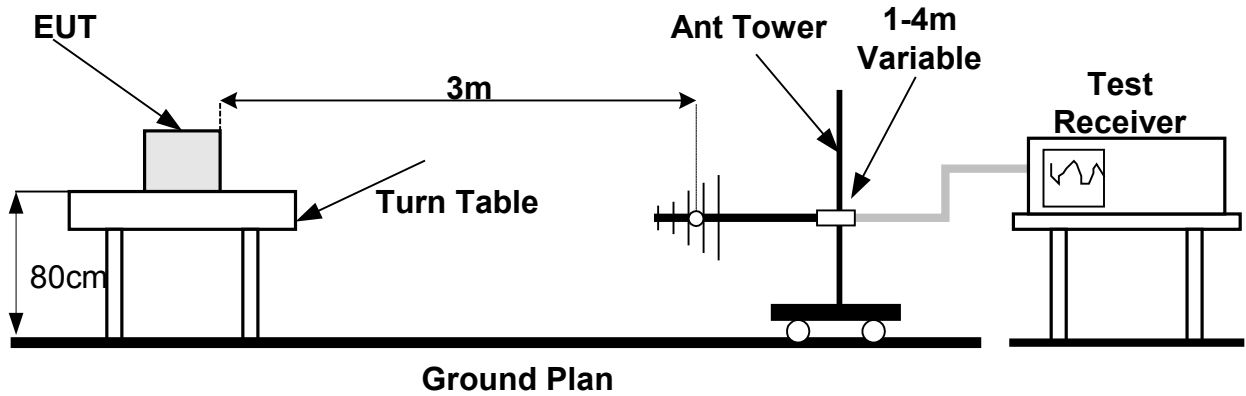 EUT
3m
Ant Tower
1-4m
Variable
Test
Receiver
Turn Table
80cm
Ground Plan